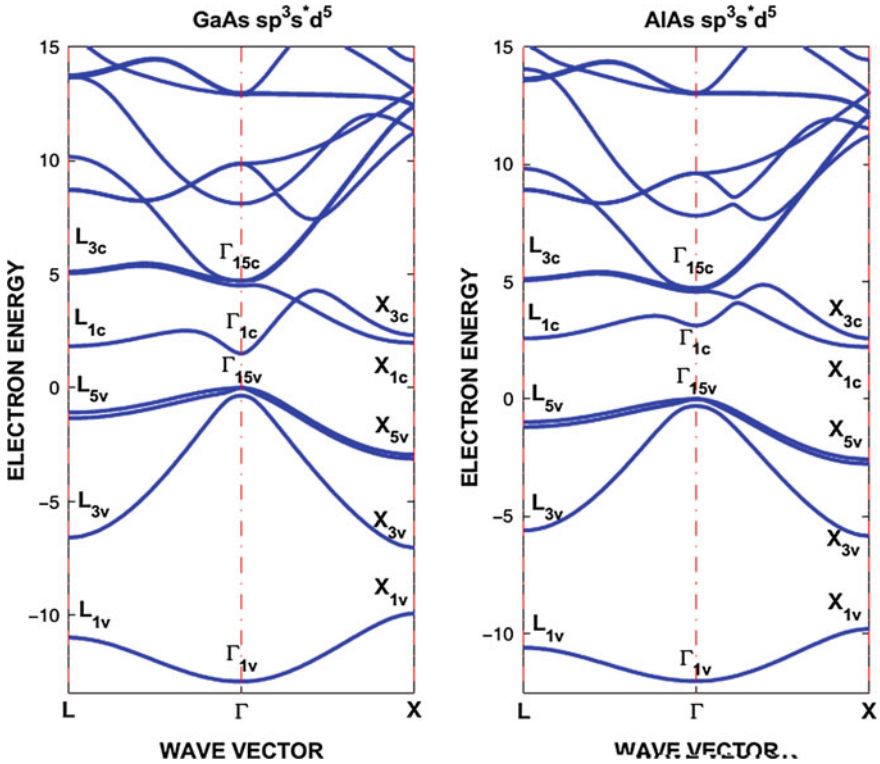 GaAs sp³s*d⁵
15
10
5
0
−5
−10
ELECTRON ENERGY
L3c
L1c
L5v
L3v
L1v
Γ15c
Γ1c
Γ15v
Γ1v
X3c
X1c
X5v
X3v
X1v
L Γ X
WAVE VECTOR
AlAs sp³s*d⁵
15
10
5
0
−5
−10
ELECTRON ENERGY
L3c
L1c
L5v
L3v
L1v
Γ15c
Γ1c
Γ15v
Γ1v
X3c
X1c
X5v
X3v
X1v
L Γ X
WAVE VECTOR